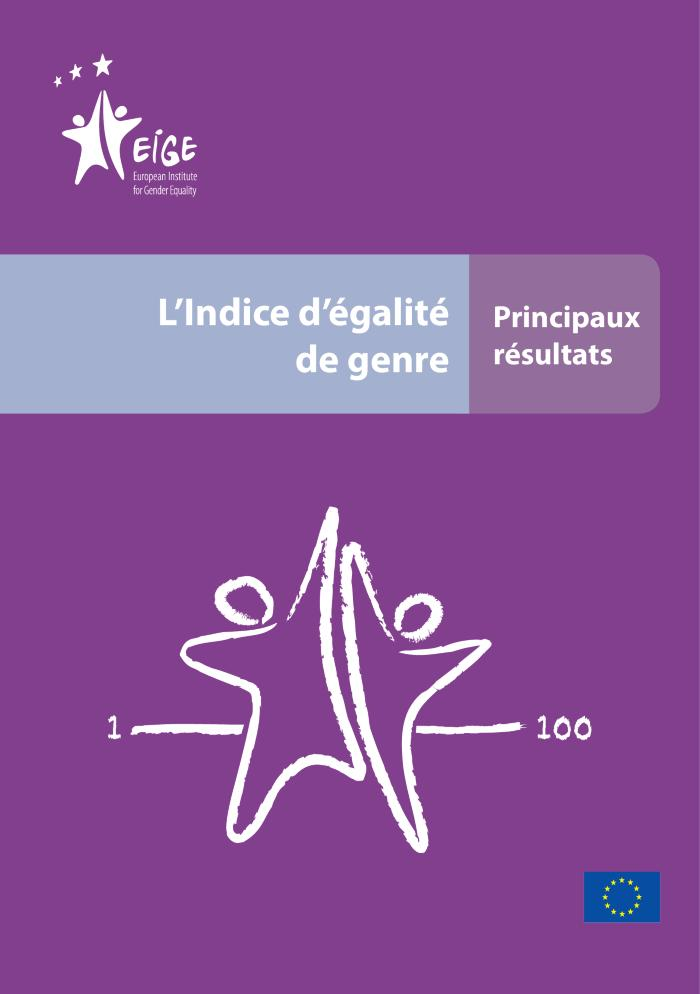 EIGE
European Institute
for Gender Equality
L’Indice d’égalité
de genre
Principaux
résultats
1
100